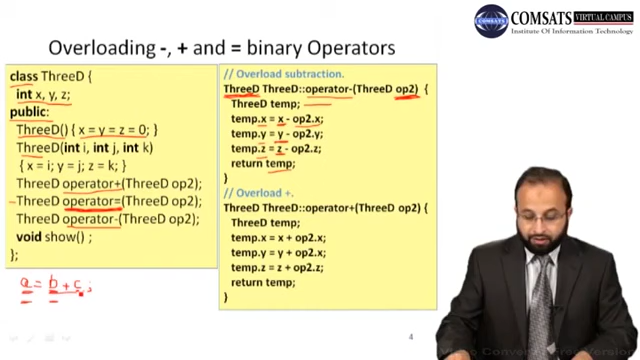 COMSATS VIRTUAL CAMPUS
Institute Of Information Technology
Overloading -, + and = binary Operators
class ThreeD {
int x, y, z;
public:
ThreeD() { x = y = z = 0; }
ThreeD(int i, int j, int k)
{ x = i; y = j; z = k; }
ThreeD operator+(ThreeD op2);
ThreeD operator=(ThreeD op2);
ThreeD operator-(ThreeD op2);
void show() ;
};
a = b + c ;
// Overload subtraction.
ThreeD ThreeD::operator-(ThreeD op2) {
ThreeD temp;
temp.x = x - op2.x;
temp.y = y - op2.y;
temp.z = z - op2.z;
return temp;
}
// Overload +.
ThreeD ThreeD::operator+(ThreeD op2) {
ThreeD temp;
temp.x = x + op2.x;
temp.y = y + op2.y;
temp.z = z + op2.z;
return temp;
}
4